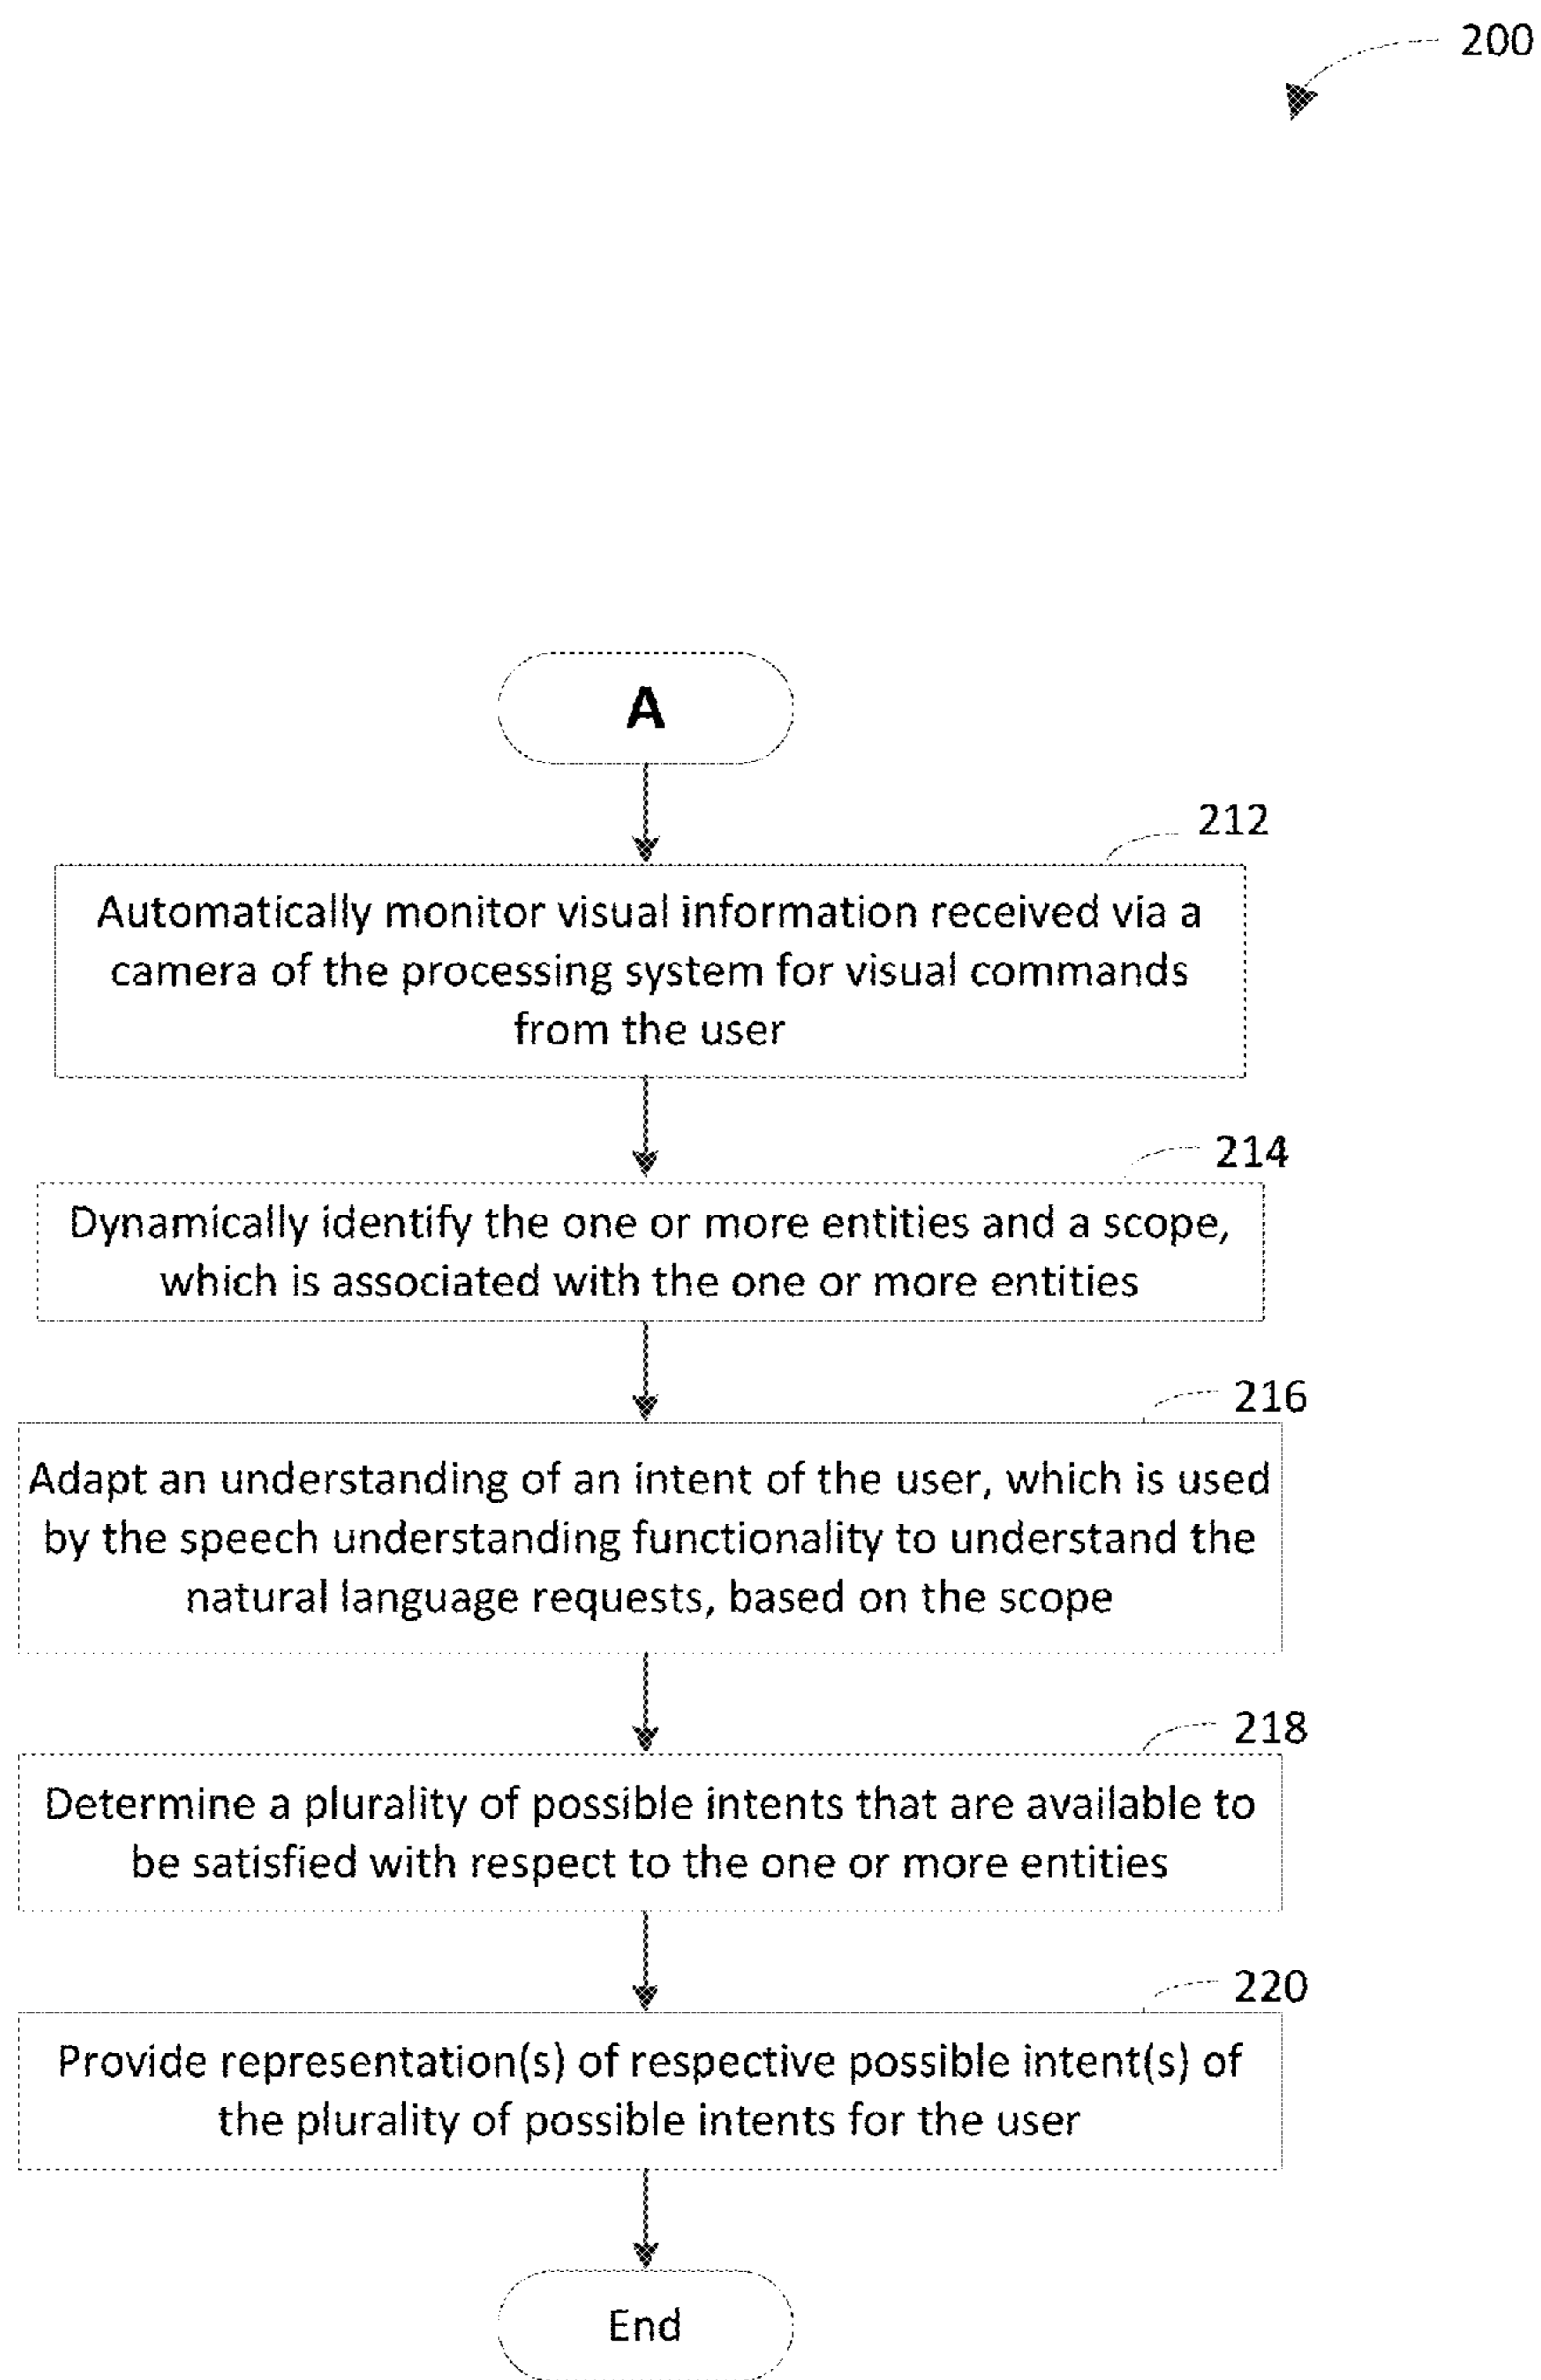 200
A
212
Automatically monitor visual information received via a
camera of the processing system for visual commands
from the user
214
Dynamically identify the one or more entities and a scope,
which is associated with the one or more entities
216
Adapt an understanding of an intent of the user, which is used
by the speech understanding functionality to understand the
natural language requests, based on the scope
218
Determine a plurality of possible intents that are available to
be satisfied with respect to the one or more entities
220
Provide representation(s) of respective possible intent(s) of
the plurality of possible intents for the user
End